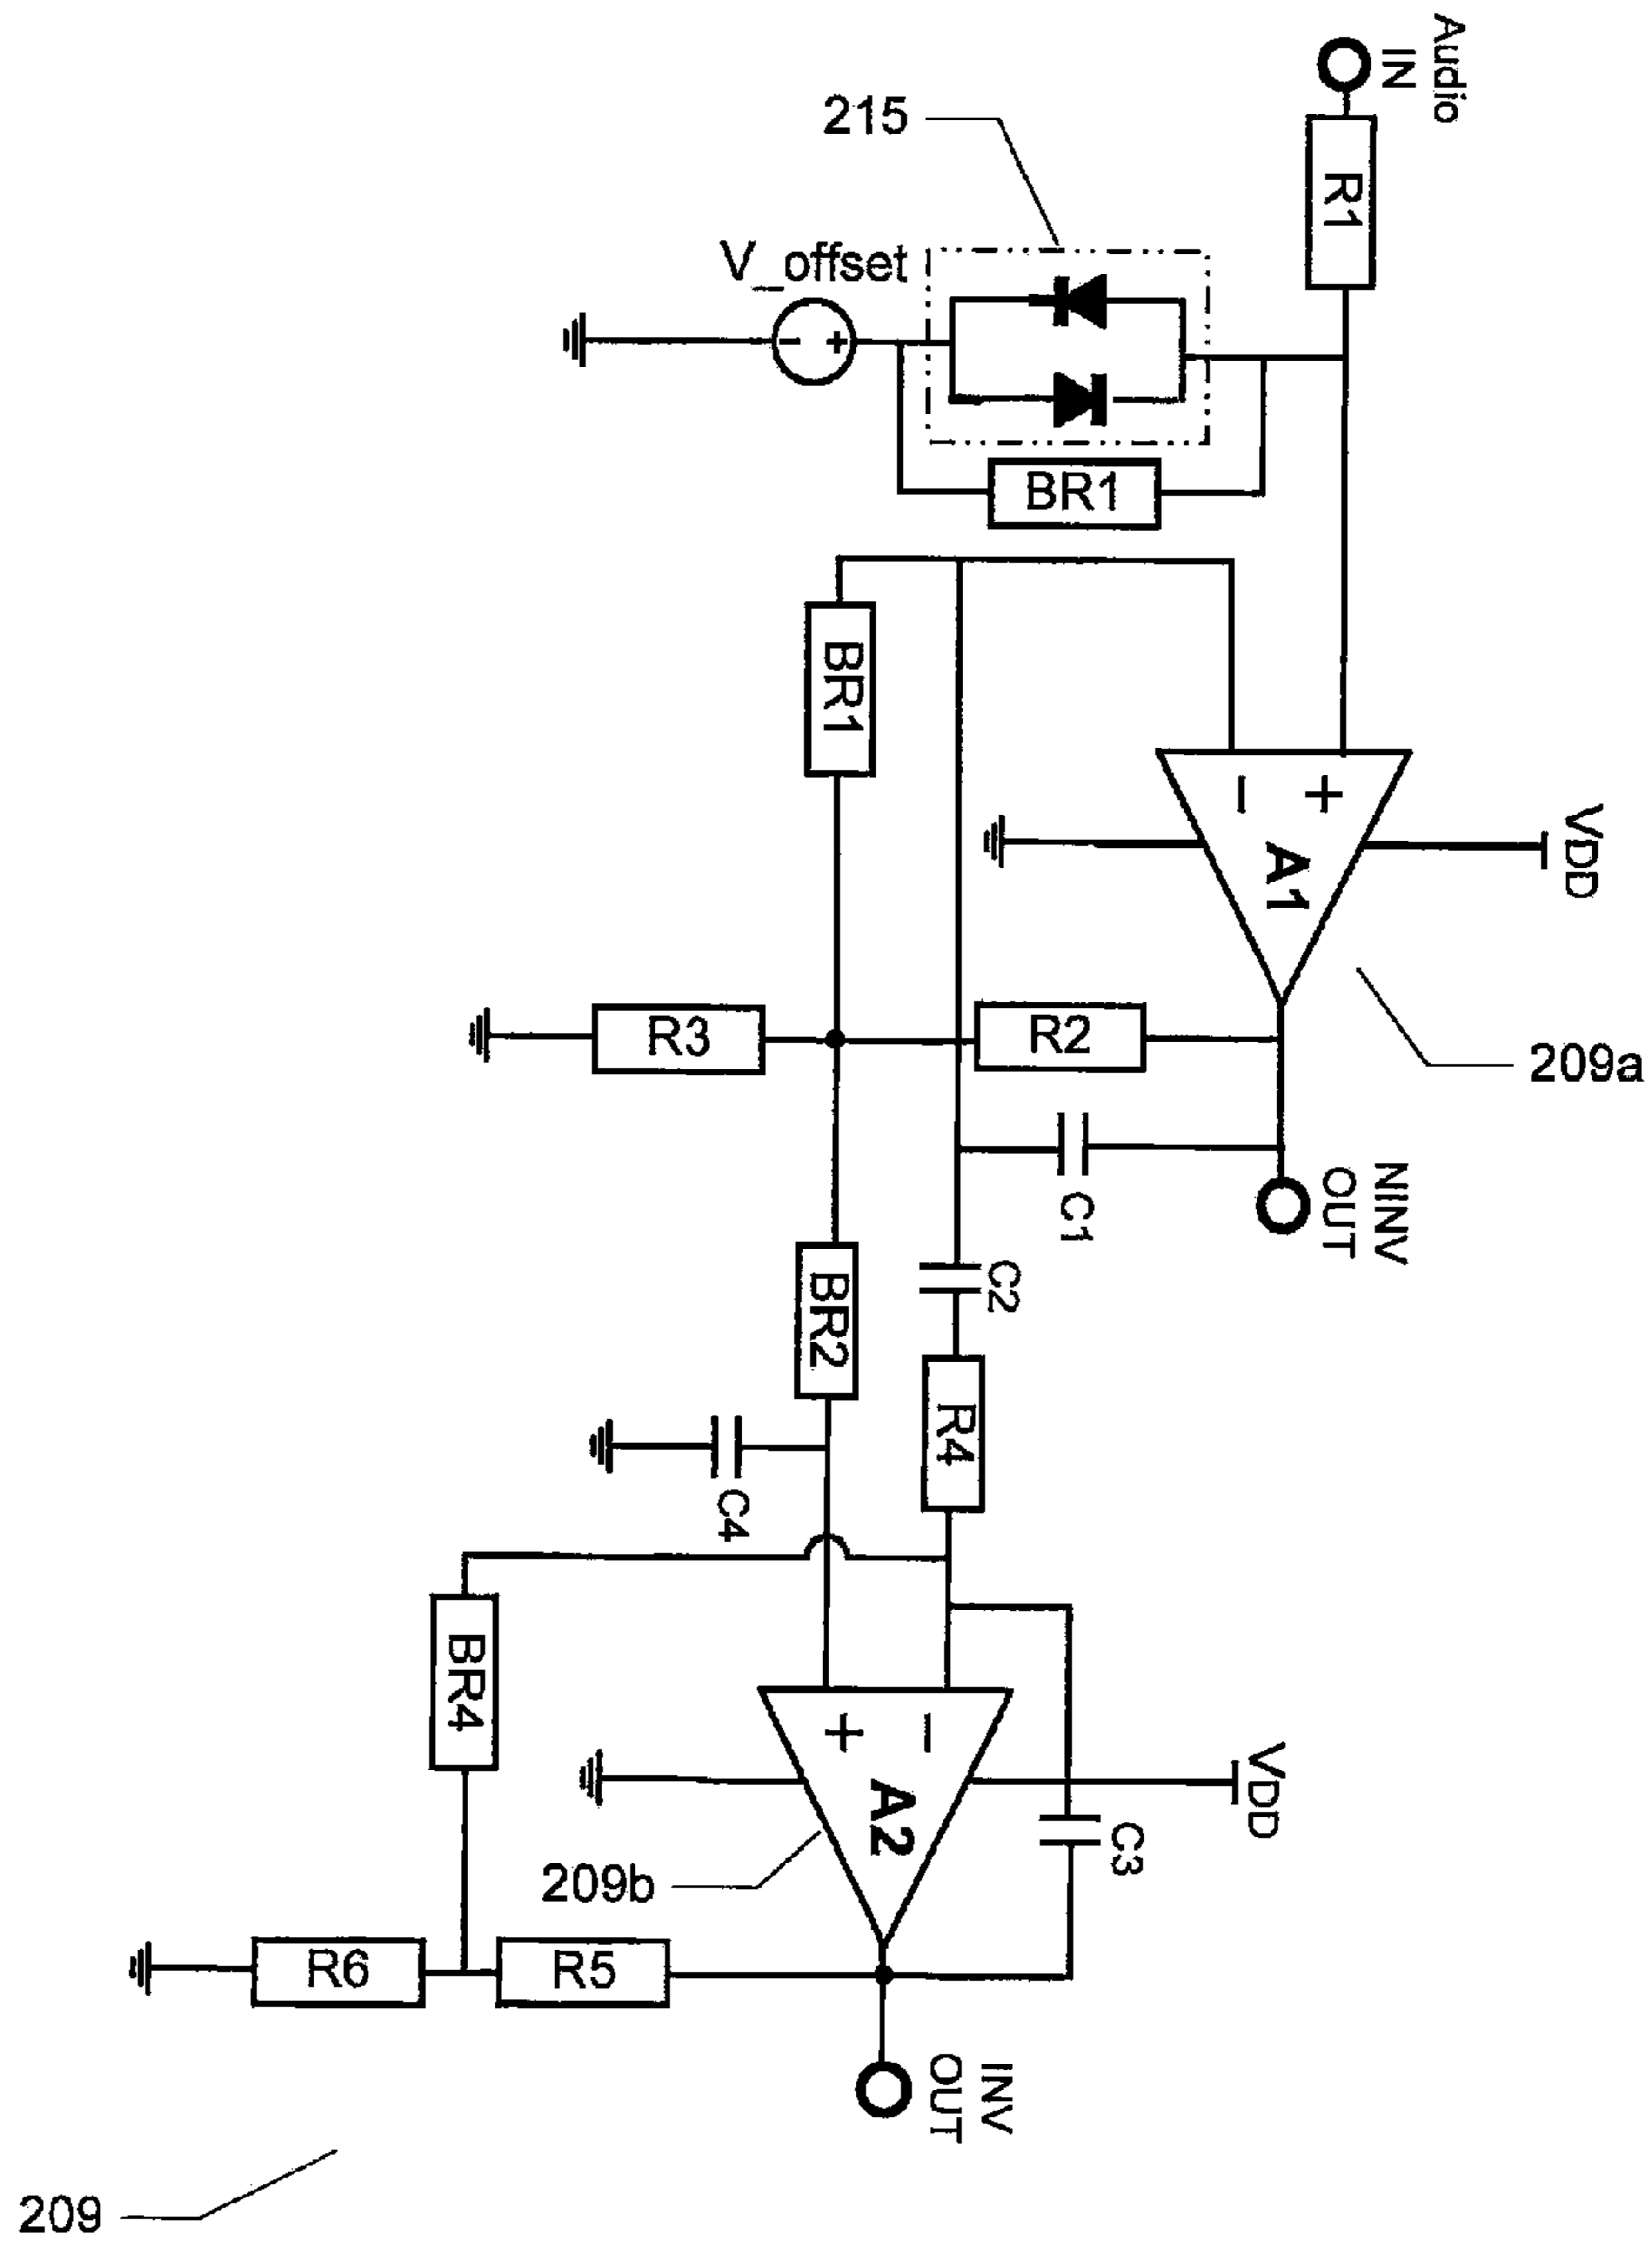 Audio
IN
R1
215
V_offset
-
+
BR1
BR1
-
+
A1
VDD
209a
R3
R2
C1
NINV
OUT
C2
BR2
R4
C4
BR4
+
-
A2
VDD
C3
209b
R6
R5
INV
OUT
209